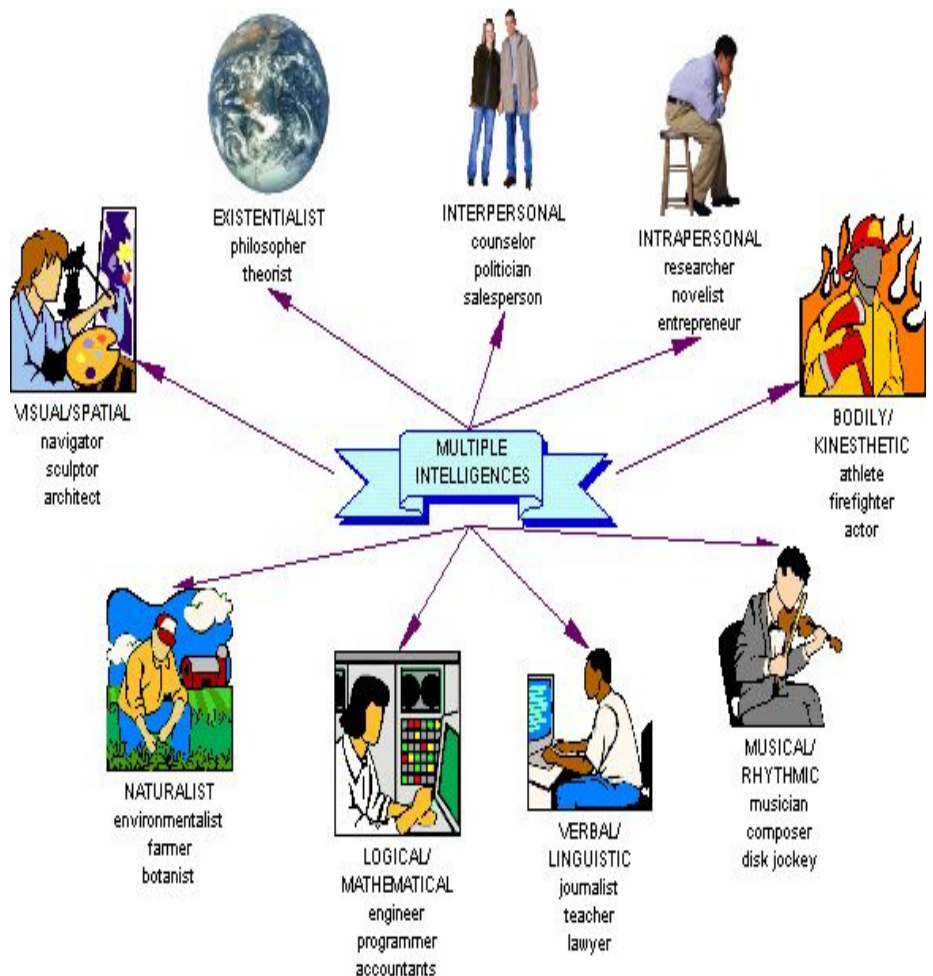 EXISTENTIALIST
philosopher
theorist
INTERPERSONAL
counselor
politician
salesperson
INTRAPERSONAL
researcher
novelist
entrepreneur
VISUAL/SPATIAL
navigator
sculptor
architect
MULTIPLE
INTELLIGENCES
BODILY/
KINESTHETIC
athlete
firefighter
actor
NATURALIST
environmentalist
farmer
botanist
LOGICAL/
MATHEMATICAL
engineer
programmer
accountants
VERBAL/
LINGUISTIC
journalist
teacher
lawyer
MUSICAL/
RHYTHMIC
musician
composer
disk jockey